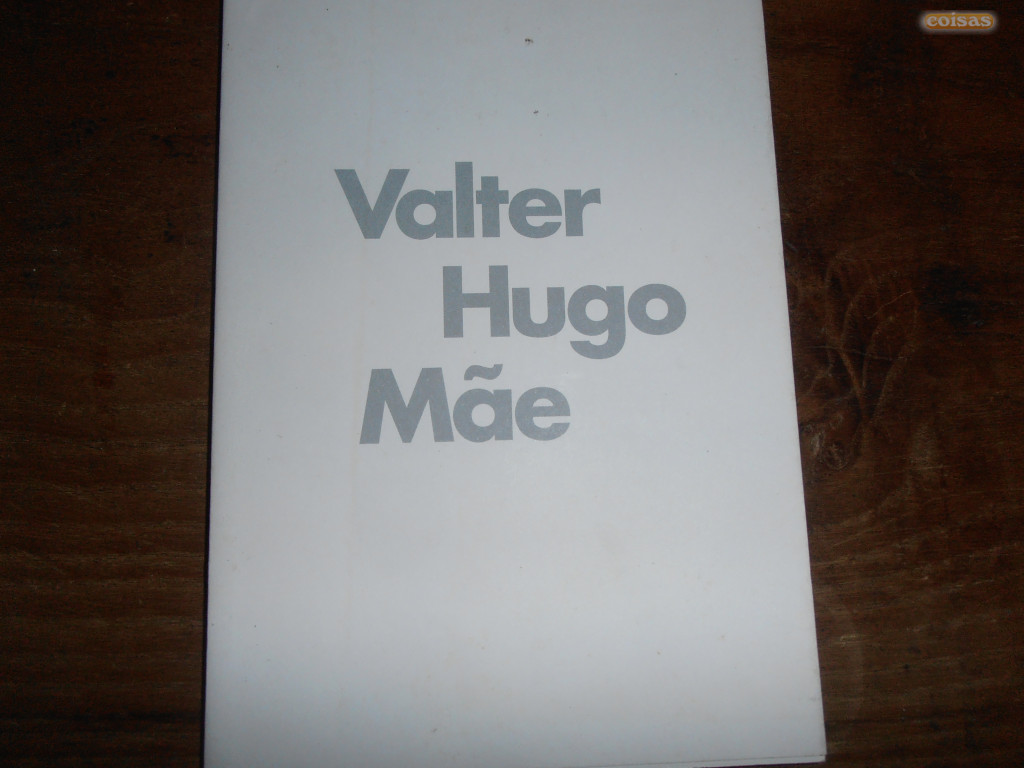 coisas
Valter
Hugo
Mãe